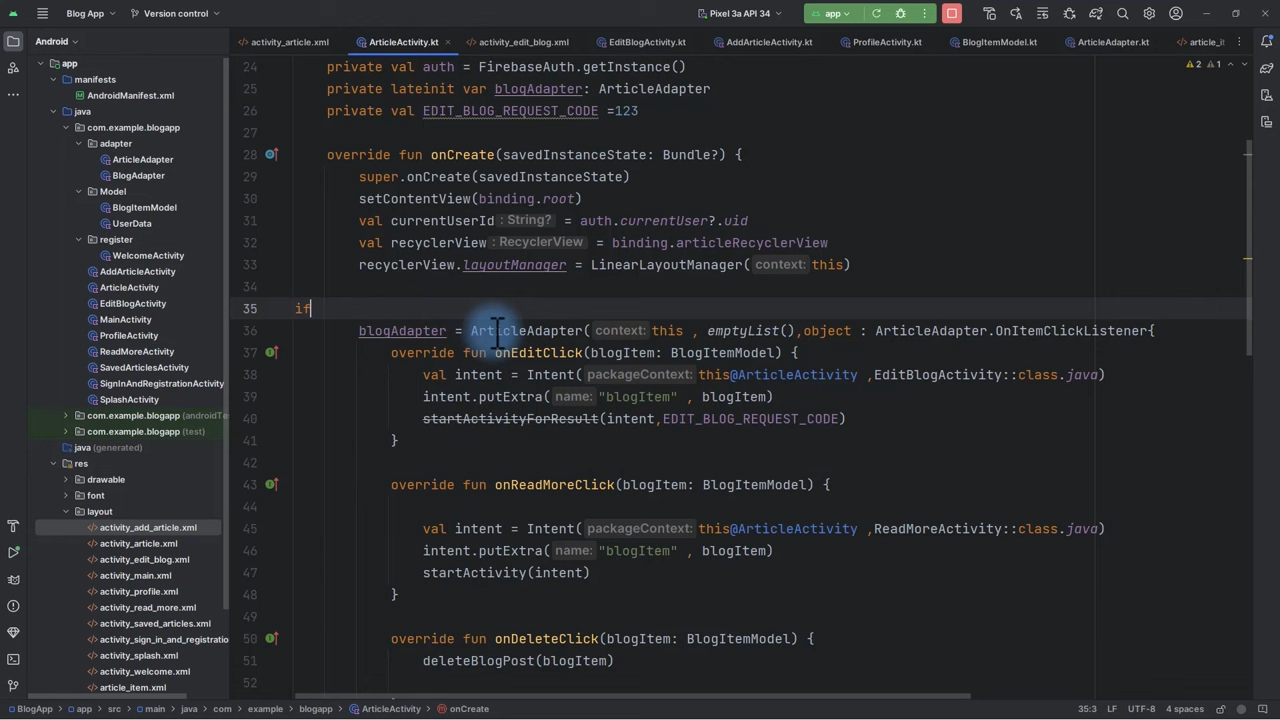 Blog App
Version control
Pixel 3a API 34
app
Android
activity_article.xml
ArticleActivity.kt
activity_edit_blog.xml
EditBlogActivity.kt
AddArticleActivity.kt
ProfileActivity.kt
BlogItemModel.kt
ArticleAdapter.kt
article_i
app
manifests
AndroidManifest.xml
java
com.example.blogapp
adapter
ArticleAdapter
BlogAdapter
Model
BlogItemModel
UserData
register
WelcomeActivity
AddArticleActivity
ArticleActivity
EditBlogActivity
MainActivity
ProfileActivity
ReadMoreActivity
SavedArticlesActivity
SignInAndRegistrationActivity
SplashActivity
com.example.blogapp (androidTes
com.example.blogapp (test)
java (generated)
res
drawable
font
layout
activity_add_article.xml
activity_article.xml
activity_edit_blog.xml
activity_main.xml
activity_profile.xml
activity_read_more.xml
activity_saved_articles.xml
activity_sign_in_and_registratio
activity_splash.xml
activity_welcome.xml
article_item.xml
2 1
24 private val auth = FirebaseAuth.getInstance()
25 private lateinit var bloqAdapter: ArticleAdapter
26 private val EDIT_BLOG_REQUEST_CODE =123
27
28 override fun onCreate(savedInstanceState: Bundle?) {
29 super.onCreate(savedInstanceState)
30 setContentView(binding.root)
31 val currentUserId : String? = auth.currentUser?.uid
32 val recyclerView : RecyclerView = binding.articleRecyclerView
33 recyclerView.layoutManager = LinearLayoutManager( context: this)
34
35 if
36 bloqAdapter = ArticleAdapter( context: this , emptyList(),object : ArticleAdapter.OnItemClickListener{
37 override fun onEditClick(blogItem: BlogItemModel) {
38 val intent = Intent( packageContext: this@ArticleActivity ,EditBlogActivity::class.java)
39 intent.putExtra( name: "blogItem" , blogItem)
40 startActivityForResult(intent,EDIT_BLOG_REQUEST_CODE)
41 }
42
43 override fun onReadMoreClick(blogItem: BlogItemModel) {
44
45 val intent = Intent( packageContext: this@ArticleActivity ,ReadMoreActivity::class.java)
46 intent.putExtra( name: "blogItem" , blogItem)
47 startActivity(intent)
48 }
49
50 override fun onDeleteClick(blogItem: BlogItemModel) {
51 deleteBlogPost(blogItem)
52
BlogApp > app > src > main > java > com > example > blogapp > ArticleActivity > onCreate
35:3 LF UTF-8 4 spaces